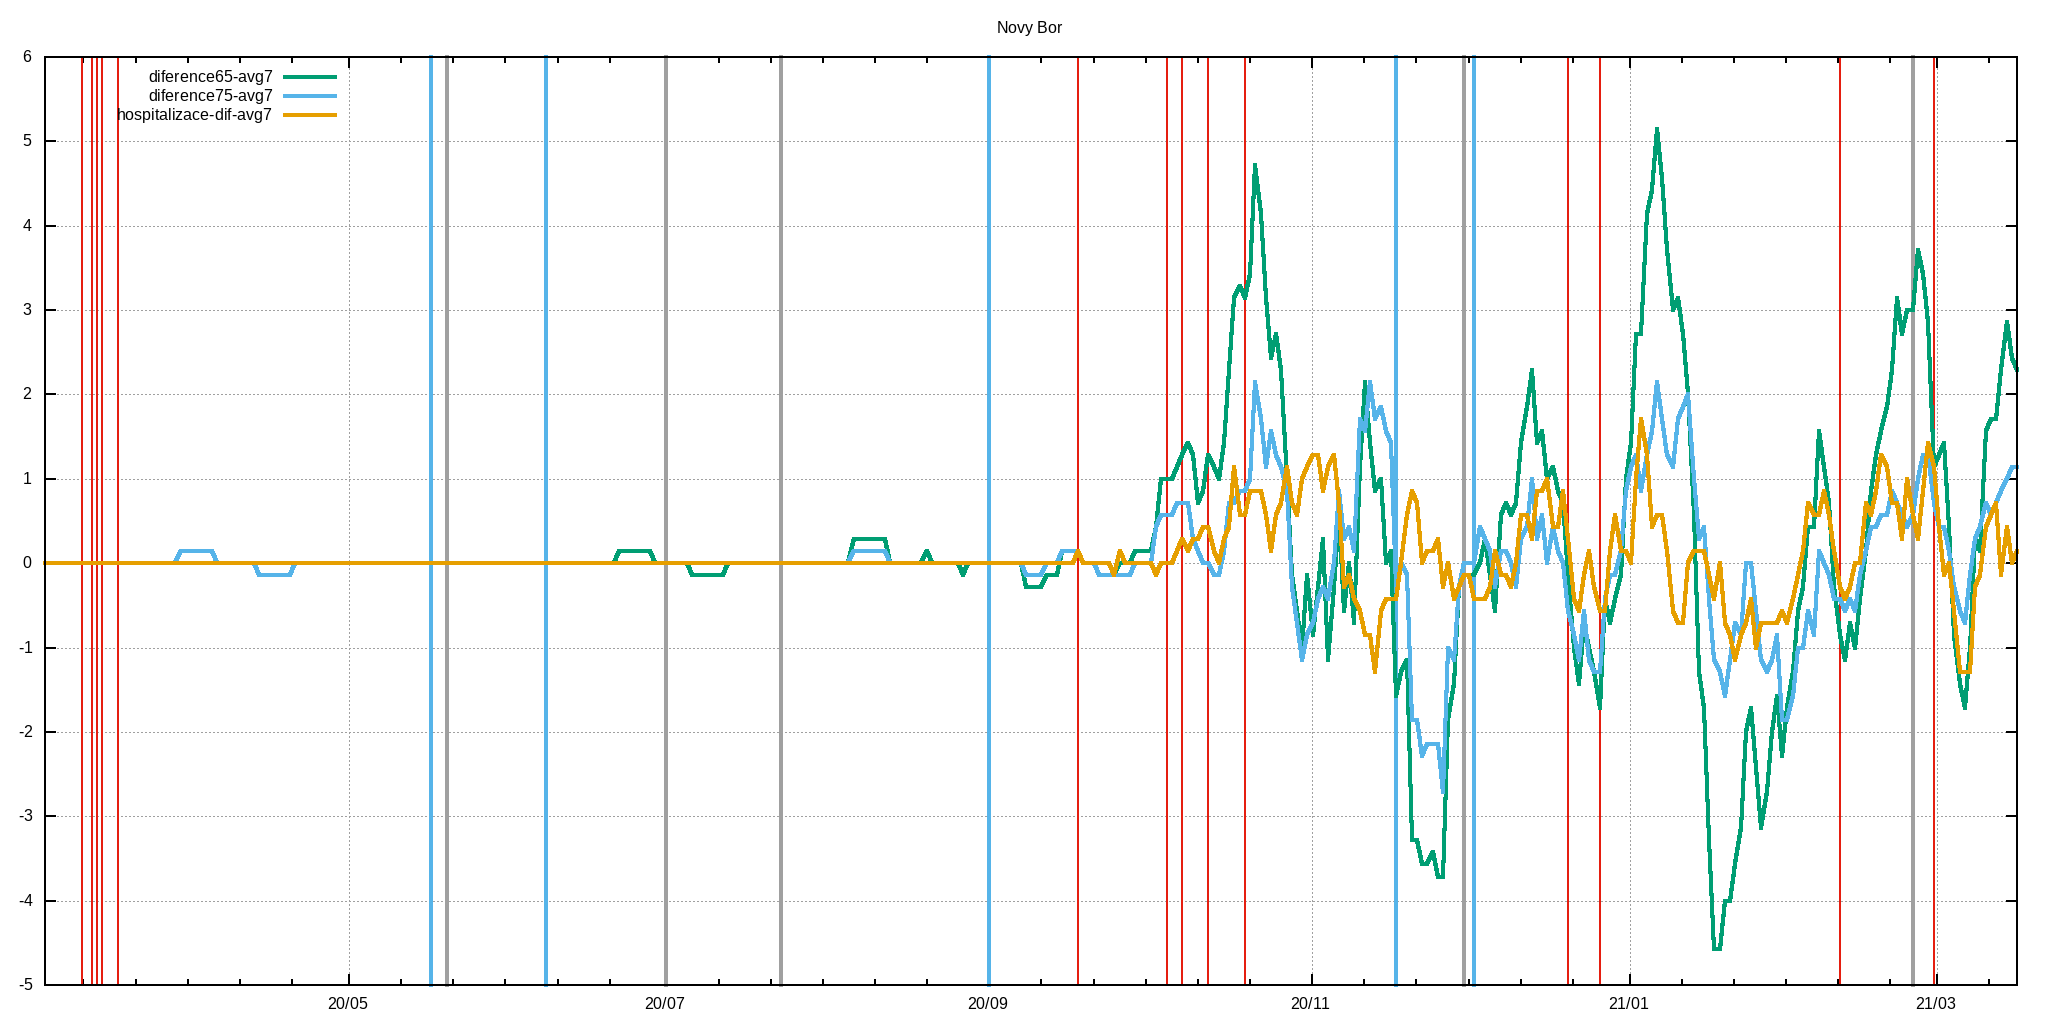 Novy Bor
6
diference65-avg7
diference75-avg7
hospitalizace-dif-avg7
5
4
3
2
1
0
-1
-2
-3
-4
-5
20/05 20/07 20/09 20/11 21/01 21/03